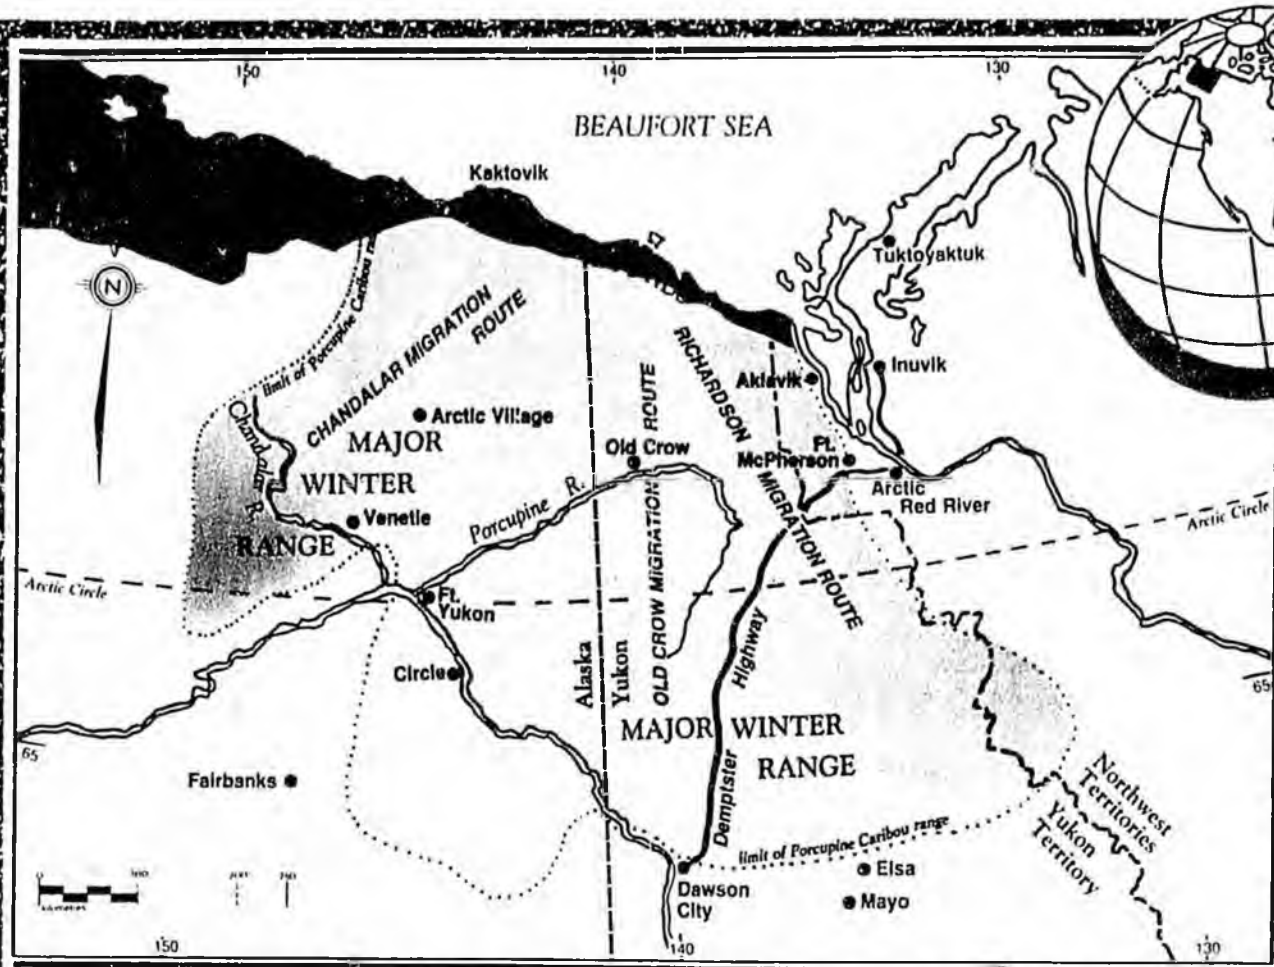 150
140
130
BEAUFORT SEA
Kaktovik
Tuktoyaktuk
N
limit of Porcupine Caribou
CHANDALAR MIGRATION
ROUTE
RICHARDSON MIGRATION ROUTE
Inuvik
Aklavik
Arctic Village
Chandalar R.
MAJOR
WINTER
RANGE
Old Crow
OLD CROW MIGRATION ROUTE
Ft.
McPherson
Arctic
Red River
Venetie
Porcupine R.
Arctic Circle
Arctic Circle
Ft.
Yukon
Circle
Alaska
Yukon
Highway
Demptster
MAJOR WINTER
RANGE
65
65
Fairbanks
Northwest
Territories
Yukon
Territory
limit of Porcupine Caribou range
Elsa
Mayo
Dawson
City
0
kilometres
150
140
130